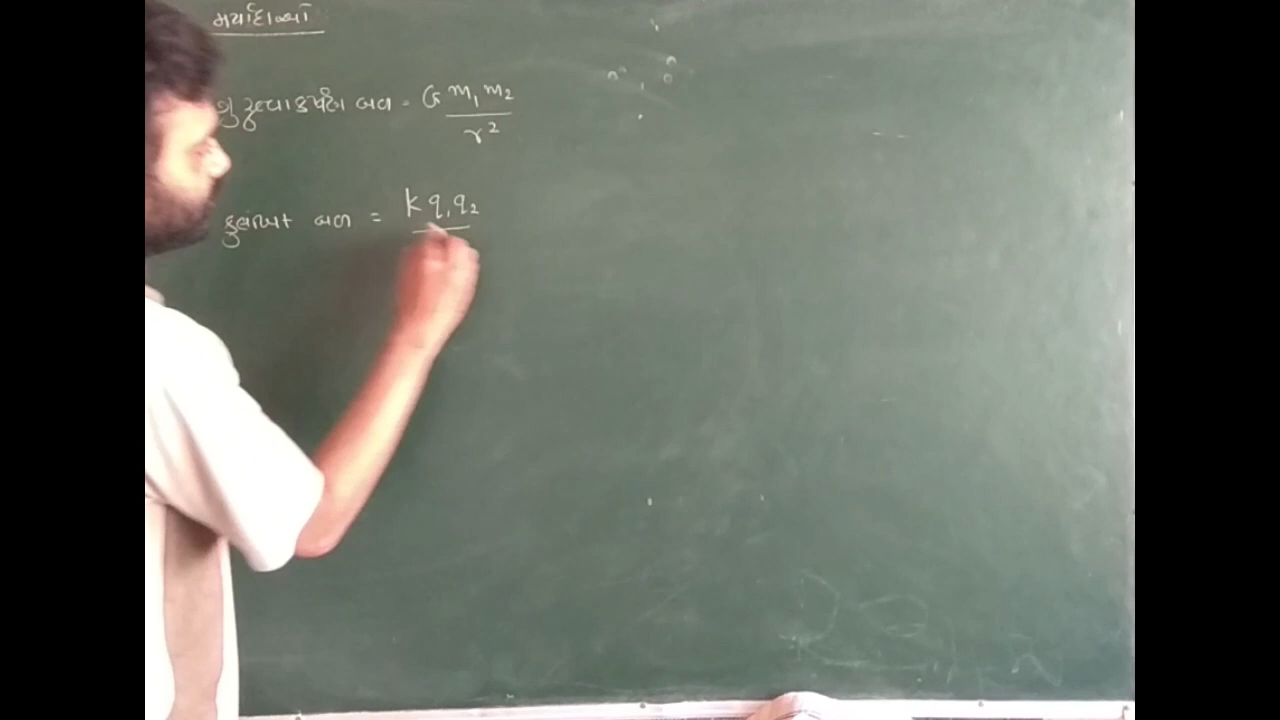 મર્યાદાઓ
ગુરુત્વાકર્ષણ બળ = G m₁ m₂ / r²
કુલંબ બળ = k q₁ q₂